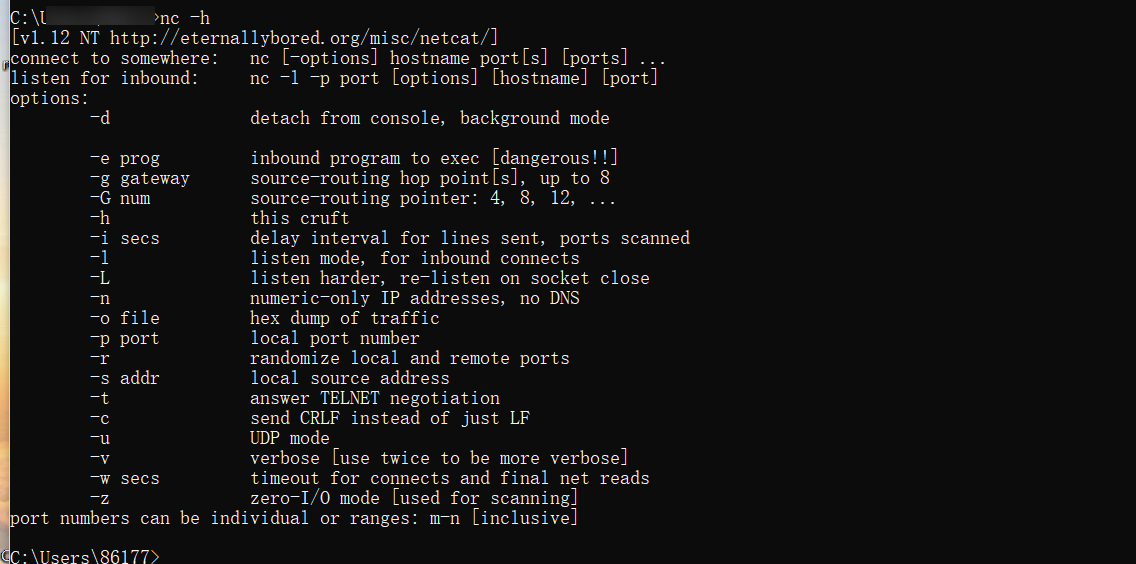 C:\U >nc -h
[v1.12 NT http://eternallybored.org/misc/netcat/]
connect to somewhere:   nc [-options] hostname port[s] [ports] ...
listen for inbound:     nc -l -p port [options] [hostname] [port]
options:
        -d              detach from console, background mode
        -e prog         inbound program to exec [dangerous!!]
        -g gateway      source-routing hop point[s], up to 8
        -G num          source-routing pointer: 4, 8, 12, ...
        -h              this cruft
        -i secs         delay interval for lines sent, ports scanned
        -l              listen mode, for inbound connects
        -L              listen harder, re-listen on socket close
        -n              numeric-only IP addresses, no DNS
        -o file         hex dump of traffic
        -p port         local port number
        -r              randomize local and remote ports
        -s addr         local source address
        -t              answer TELNET negotiation
        -c              send CRLF instead of just LF
        -u              UDP mode
        -v              verbose [use twice to be more verbose]
        -w secs         timeout for connects and final net reads
        -z              zero-I/O mode [used for scanning]
port numbers can be individual or ranges: m-n [inclusive]
C:\Users\86177>